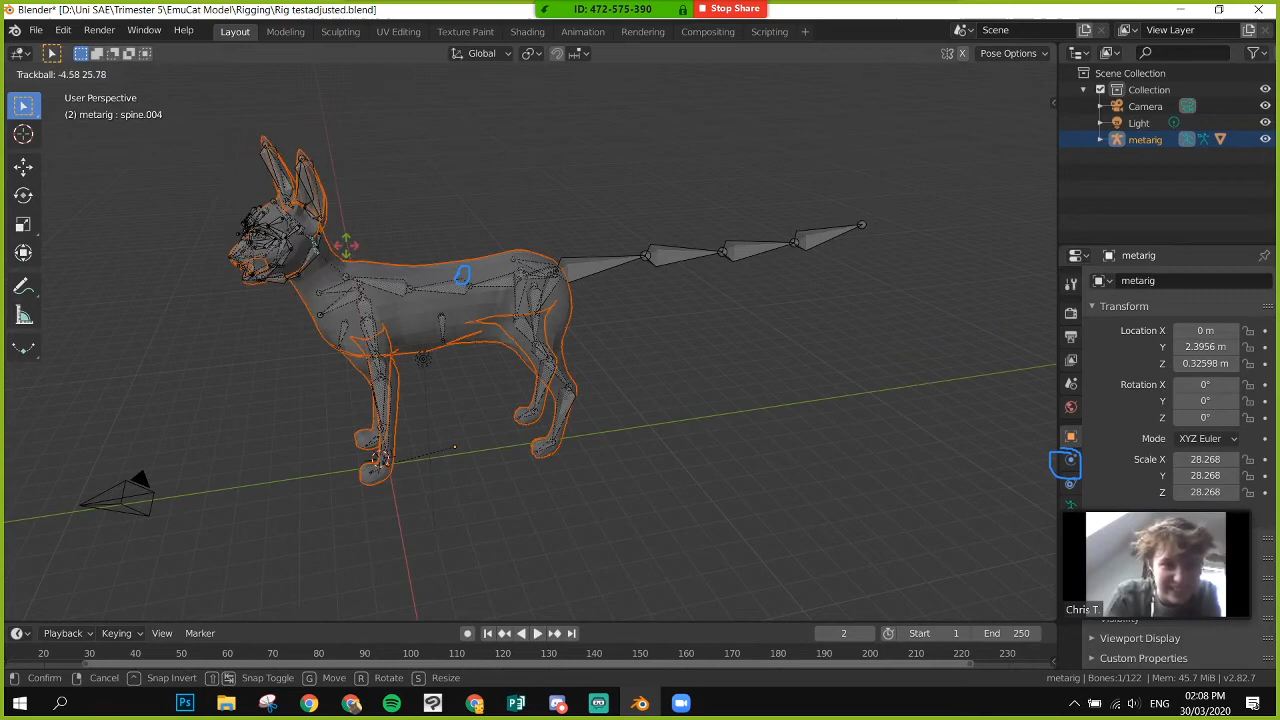 Blender* [D:\Uni SAE\Trimester 5\EmuCat Model\Rigging\Rig testadjusted.blend]
ID: 472-575-390 Stop Share
File Edit Render Window Help Layout Modeling Sculpting UV Editing Texture Paint Shading Animation Rendering Compositing Scripting + Scene View Layer
Global X Pose Options
Trackball: -4.58 25.78
User Perspective
(2) metarig : spine.004
Scene Collection
Collection
Camera
Light
metarig
metarig
metarig
Transform
Location X 0 m
Y 2.3956 m
Z 0.32598 m
Rotation X 0°
Y 0°
Z 0°
Mode XYZ Euler
Scale X 28.268
Y 28.268
Z 28.268
Chris T.
Visibility
Viewport Display
Custom Properties
Playback Keying View Marker 2 Start 1 End 250
20 30 40 50 60 70 80 90 100 110 120 130 140 150 160 170 180 190 200 210 220 230
Confirm Cancel Snap Invert Snap Toggle G Move R Rotate S Resize metarig | Bones:1/122 | Mem: 45.7 MiB | v2.82.7
Ps ENG 02:08 PM
30/03/2020